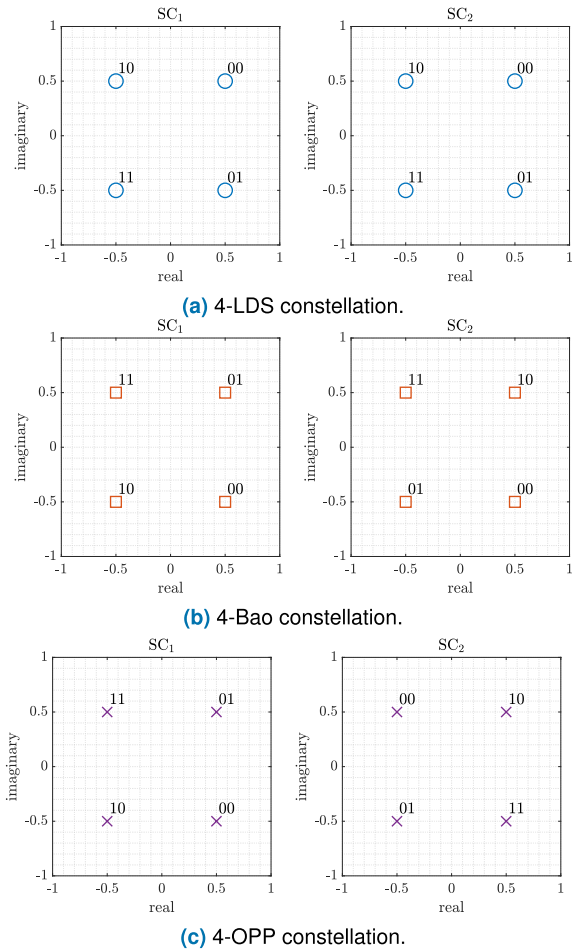 SC1 SC2
1 1
10 00 10 00
0.5 0.5
imaginary imaginary
0 0
11 01 11 01
-0.5 -0.5
-1 -1
-1 -0.5 0 0.5 1 -1 -0.5 0 0.5 1
real real
(a) 4-LDS constellation.
SC1 SC2
1 1
11 01 11 10
0.5 0.5
imaginary imaginary
0 0
10 00 01 00
-0.5 -0.5
-1 -1
-1 -0.5 0 0.5 1 -1 -0.5 0 0.5 1
real real
(b) 4-Bao constellation.
SC1 SC2
1 1
11 01 00 10
0.5 0.5
imaginary imaginary
0 0
10 00 01 11
-0.5 -0.5
-1 -1
-1 -0.5 0 0.5 1 -1 -0.5 0 0.5 1
real real
(c) 4-OPP constellation.